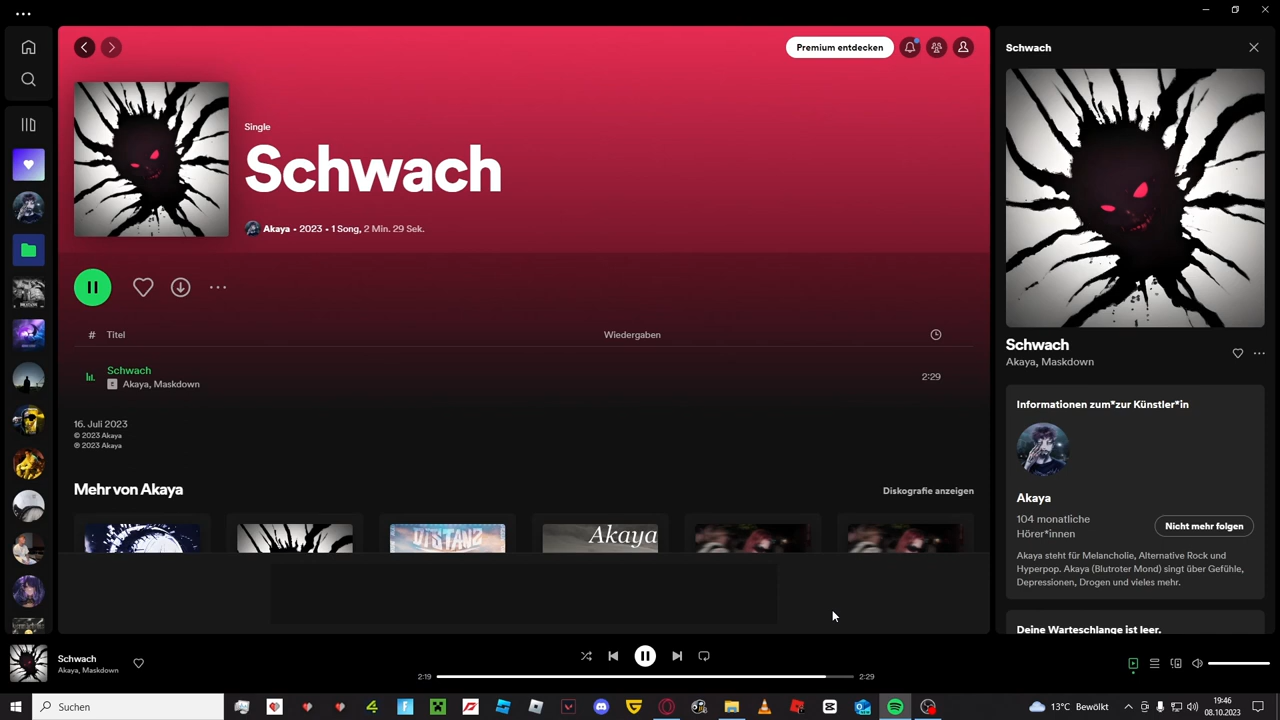 Premium entdecken
Single
Schwach
Akaya • 2023 • 1 Song, 2 Min. 29 Sek.
# Titel Wiedergaben
Schwach
E Akaya, Maskdown
2:29
16. Juli 2023
© 2023 Akaya
℗ 2023 Akaya
Mehr von Akaya
Diskografie anzeigen
DISTANZ
Akaya
Schwach
Schwach
Akaya, Maskdown
Informationen zum*zur Künstler*in
Akaya
104 monatliche
Hörer*innen
Nicht mehr folgen
Akaya steht für Melancholie, Alternative Rock und
Hyperpop. Akaya (Blutroter Mond) singt über Gefühle,
Depressionen, Drogen und vieles mehr.
Deine Warteschlange ist leer.
Schwach
Akaya, Maskdown
2:19
2:29
Suchen
13°C Bewölkt
19:46
08.10.2023